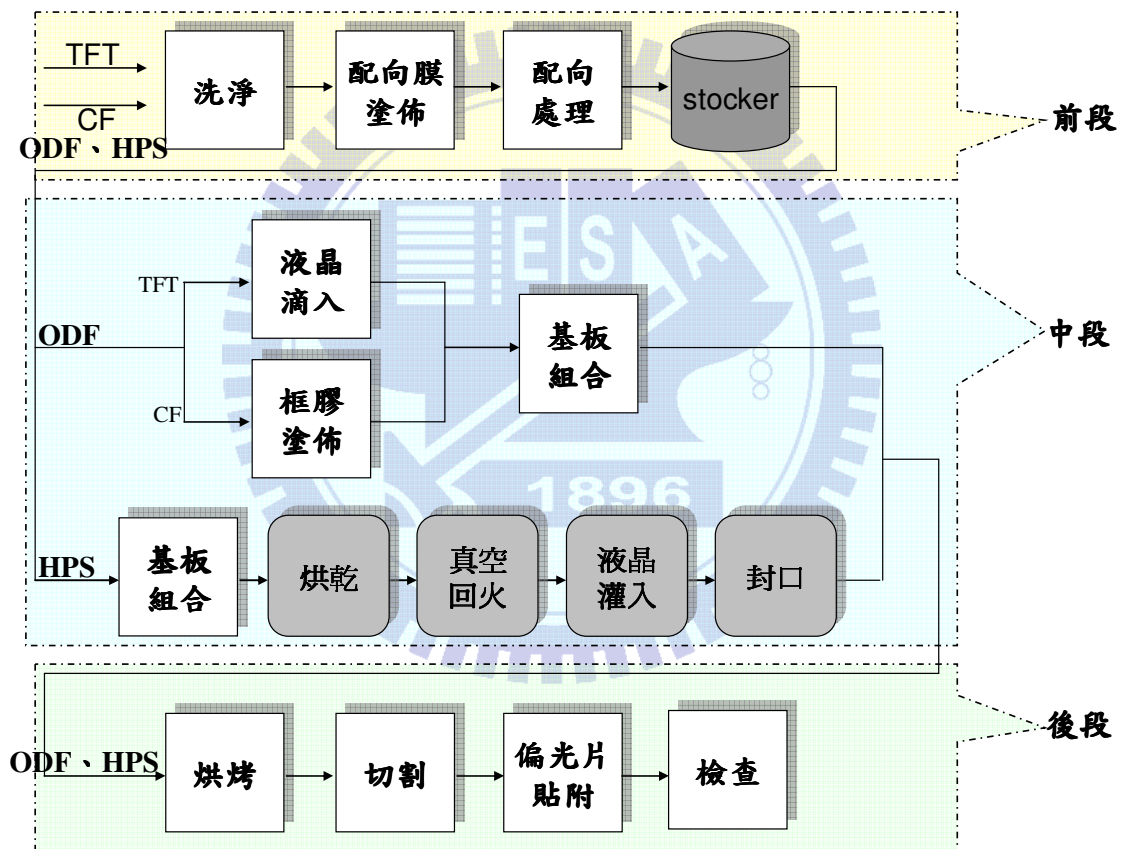 TFT
CF
ODF、HPS
洗淨
配向膜
塗佈
配向
處理
stocker
前段
ESA
TFT
液晶
滴入
ODF
CF
框膠
塗佈
基板
組合
中段
1896
HPS
基板
組合
烘乾
真空
回火
液晶
灌入
封口
ODF、HPS
烘烤
切割
偏光片
貼附
檢查
後段